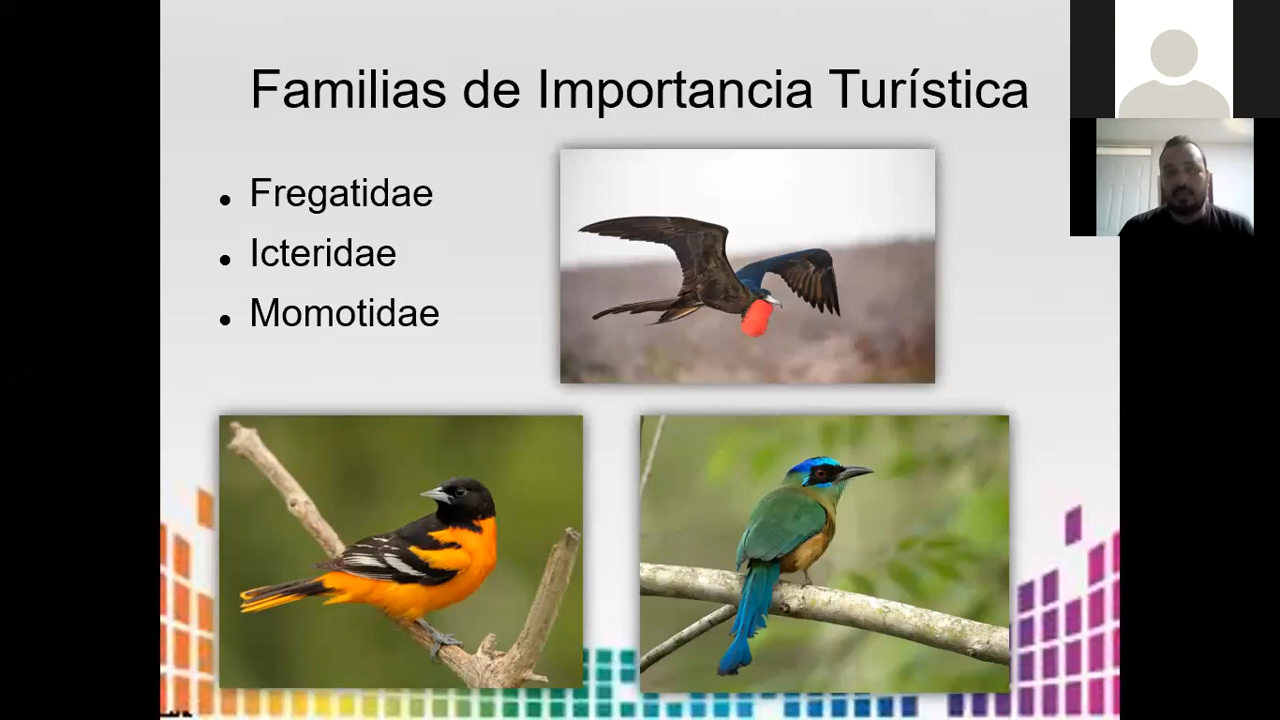 Familias de Importancia Turística
Fregatidae
Icteridae
Momotidae